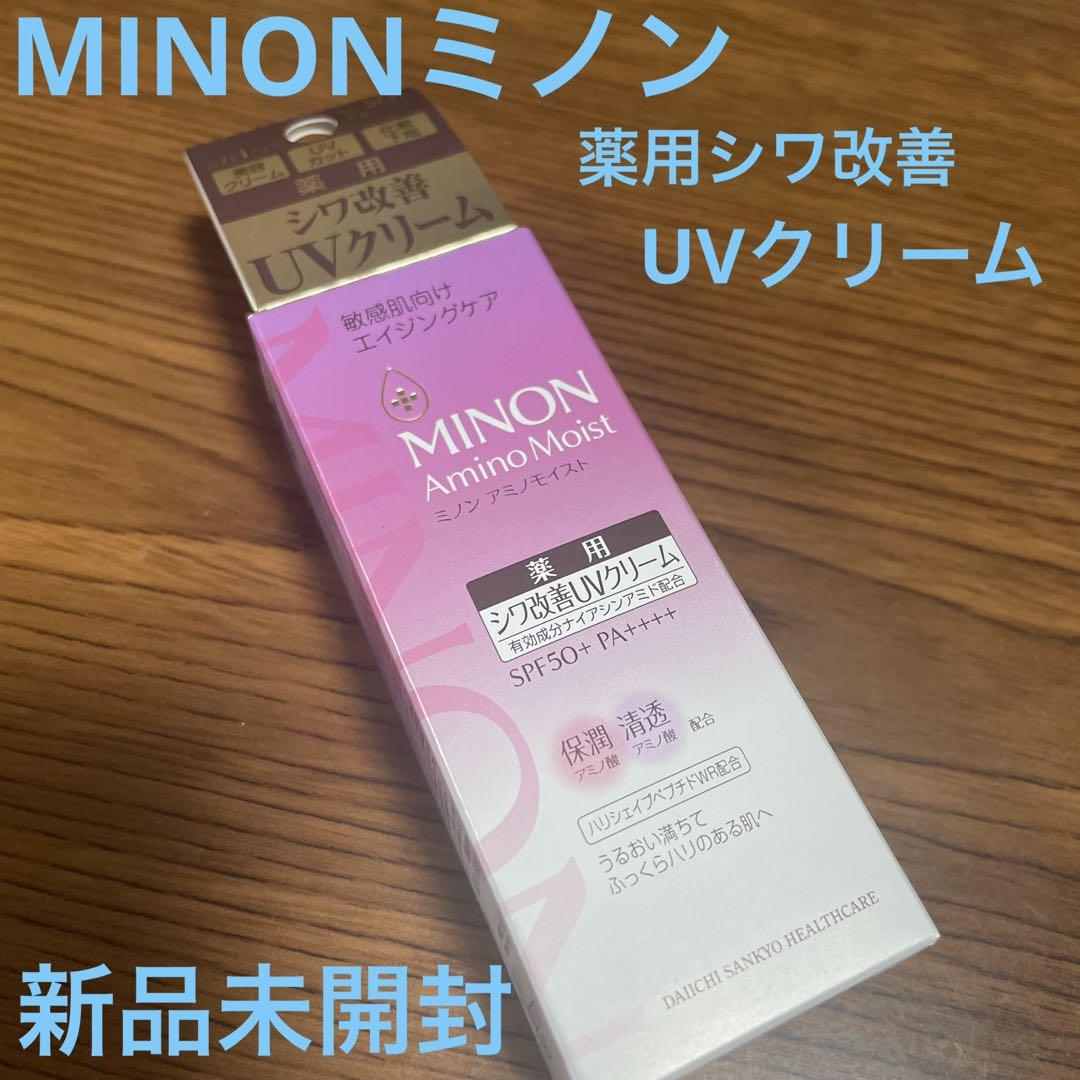 MINONミノン
薬用シワ改善
UVクリーム
美容
クリーム
UV
カット
化粧
下地
薬用
シワ改善
UVクリーム
敏感肌向け
エイジングケア
MINON
Amino Moist
ミノン アミノモイスト
薬用
シワ改善UVクリーム
有効成分ナイアシンアミド配合
SPF50+ PA++++
保潤 清透 配合
アミノ酸 アミノ酸
ハリシェイプペプチドWR配合
うるおい満ちて
ふっくらハリのある肌へ
DAIICHI SANKYO HEALTHCARE
MINON
新品未開封